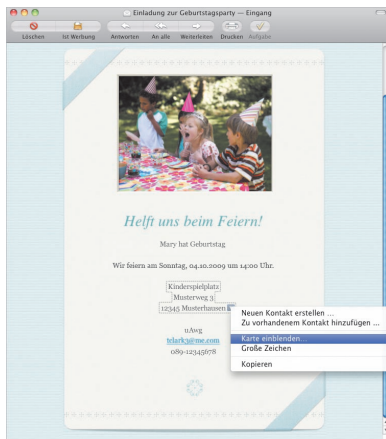 Einladung zur Geburtstagsparty — Eingang
Löschen Ist Werbung Antworten An alle Weiterleiten Drucken Aufgabe
Helft uns beim Feiern!
Mary hat Geburtstag
Wir feiern am Sonntag, 04.10.2009 um 14:00 Uhr.
Kinderspielplatz
Musterweg 3
12345 Musterhausen
uAwg
trlark3@me.com
089-12345678
Neuen Kontakt erstellen ...
Zu vorhandenem Kontakt hinzufügen ...
Karte einblenden...
Große Zeichen
Kopieren